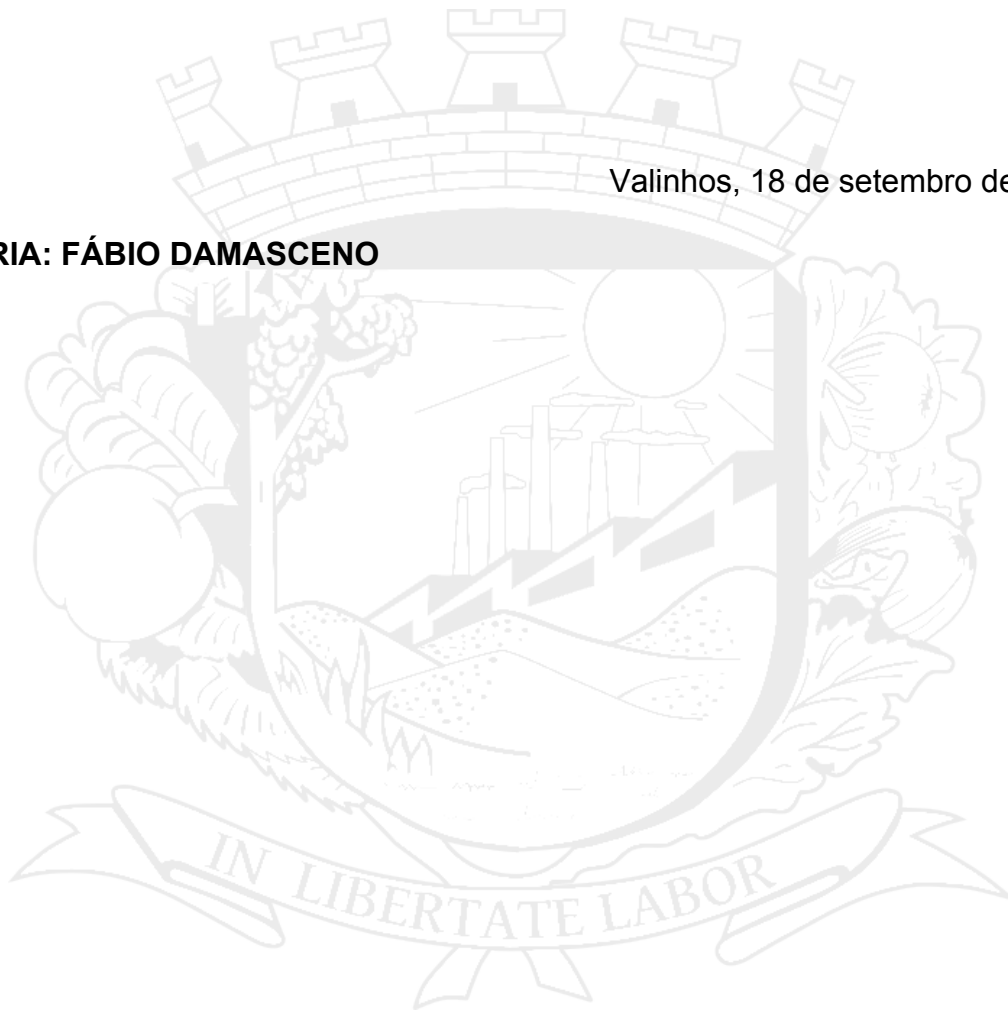 Valinhos, 18 de setembro de
RIA: FÁBIO DAMASCENO
IN LIBERTATE LABOR